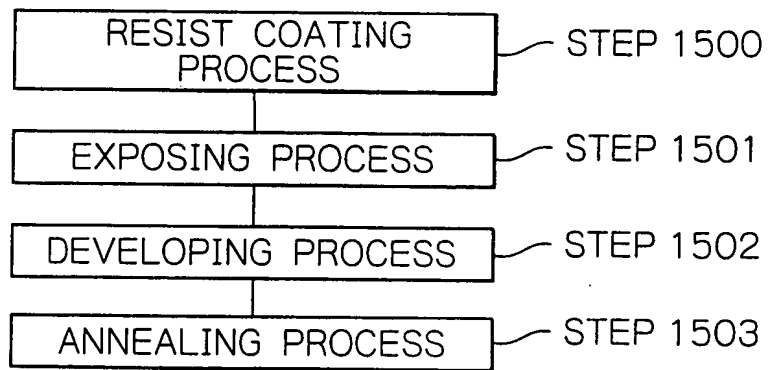 RESIST COATING
PROCESS
STEP 1500
EXPOSING PROCESS
STEP 1501
DEVELOPING PROCESS
STEP 1502
ANNEALING PROCESS
STEP 1503